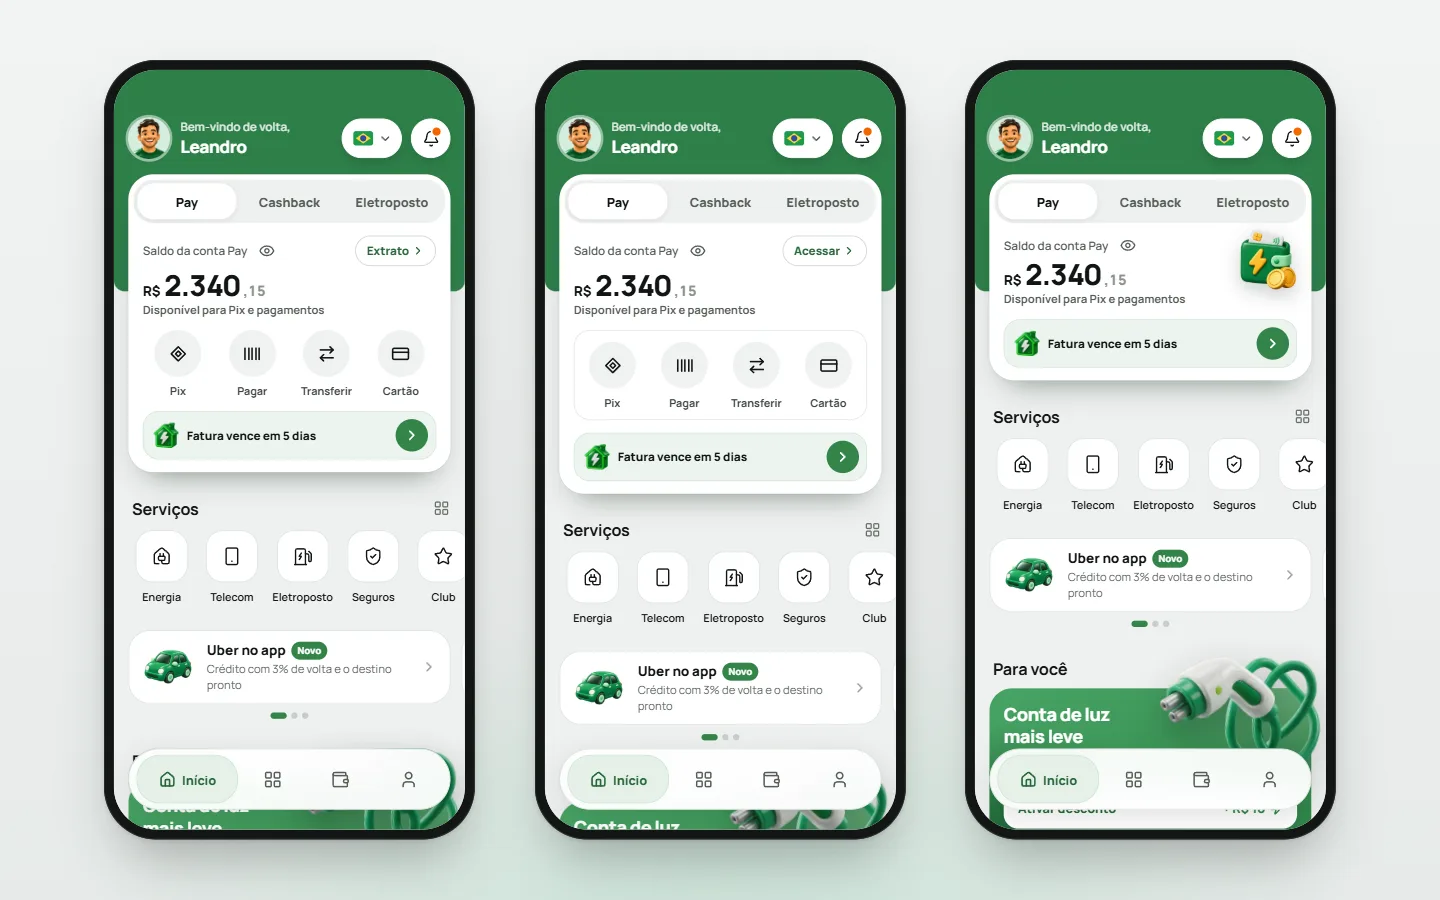 Bem-vindo de volta,
Leandro
Pay
Cashback
Eletroposto
Saldo da conta Pay
Extrato
R$ 2.340,15
Disponível para Pix e pagamentos
Pix
Pagar
Transferir
Cartão
Fatura vence em 5 dias
Serviços
Energia
Telecom
Eletroposto
Seguros
Club
Uber no app Novo
Crédito com 3% de volta e o destino
pronto
Início
Conta de luz
mais leve
Bem-vindo de volta,
Leandro
Pay
Cashback
Eletroposto
Saldo da conta Pay
Acessar
R$ 2.340,15
Disponível para Pix e pagamentos
Pix
Pagar
Transferir
Cartão
Fatura vence em 5 dias
Serviços
Energia
Telecom
Eletroposto
Seguros
Club
Uber no app Novo
Crédito com 3% de volta e o destino
pronto
Início
Conta de luz
Bem-vindo de volta,
Leandro
Pay
Cashback
Eletroposto
Saldo da conta Pay
R$ 2.340,15
Disponível para Pix e pagamentos
Fatura vence em 5 dias
Serviços
Energia
Telecom
Eletroposto
Seguros
Club
Uber no app Novo
Crédito com 3% de volta e o destino
pronto
Para você
Conta de luz
mais leve
Início
Ativar desconto